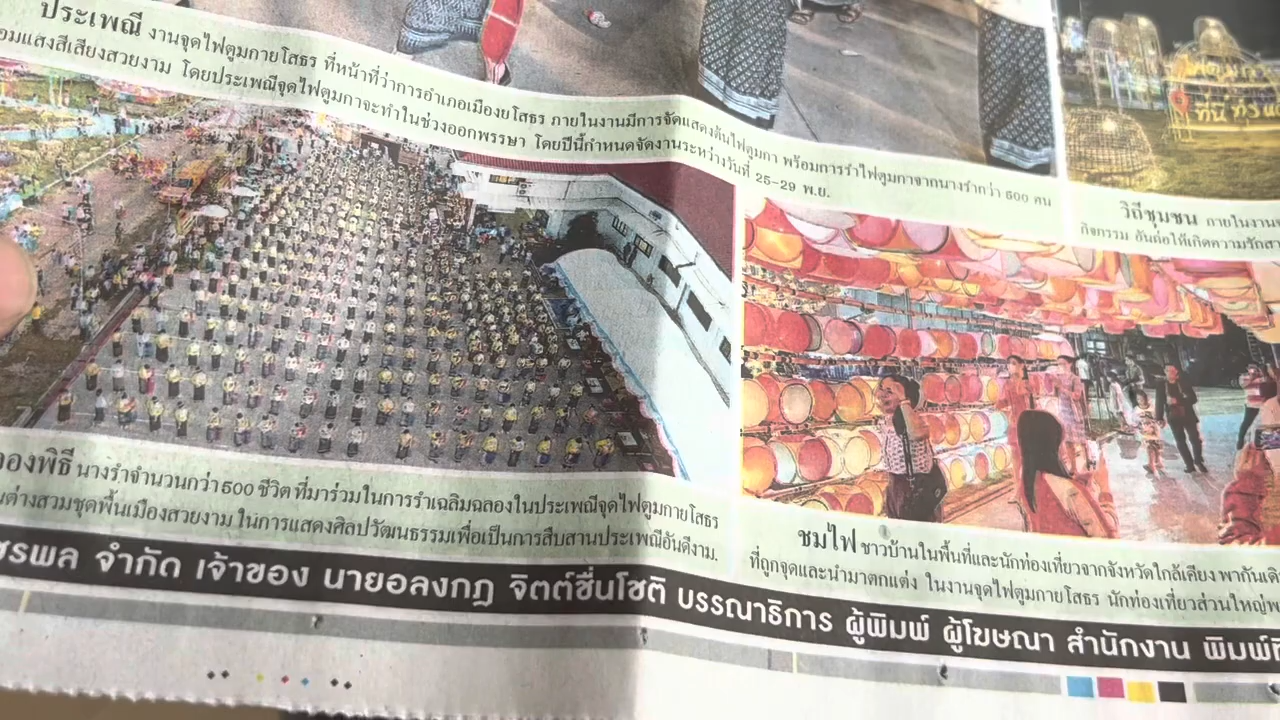 ประเพณี งานจุดไฟตูมกายโสธร ที่หน้าที่ว่าการอำเภอเมืองยโสธร ภายในงานมีการจัดแสดงต้นไฟตูมกา พร้อมการรำไฟตูมกาจากนางรำกว่า 500 คน
แสงสีเสียงสวยงาม โดยประเพณีจุดไฟตูมกาจะทำในช่วงออกพรรษา โดยปีนี้กำหนดจัดงานระหว่างวันที่ 25-29 พ.ย.
วิถีชุมชน ภายในงาน
กิจกรรม อันก่อให้เกิดความรัก
พิธี นางรำจำนวนกว่า 500 ชีวิต ที่มาร่วมในการรำเฉลิมฉลองในประเพณีจุดไฟตูมกายโสธร
ต่างสวมชุดพื้นเมืองสวยงาม ในการแสดงศิลปวัฒนธรรมเพื่อเป็นการสืบสานประเพณีอันดีงาม.
ชมไฟ ชาวบ้านในพื้นที่และนักท่องเที่ยวจากจังหวัดใกล้เคียง พากัน
ที่ถูกจุดและนำมาตกแต่ง ในงานจุดไฟตูมกายโสธร นักท่องเที่ยวส่วนใหญ่
จำกัด เจ้าของ นายอลงกฎ จิตต์ชื่นโชติ บรรณาธิการ ผู้พิมพ์ ผู้โฆษณา สำนักงาน